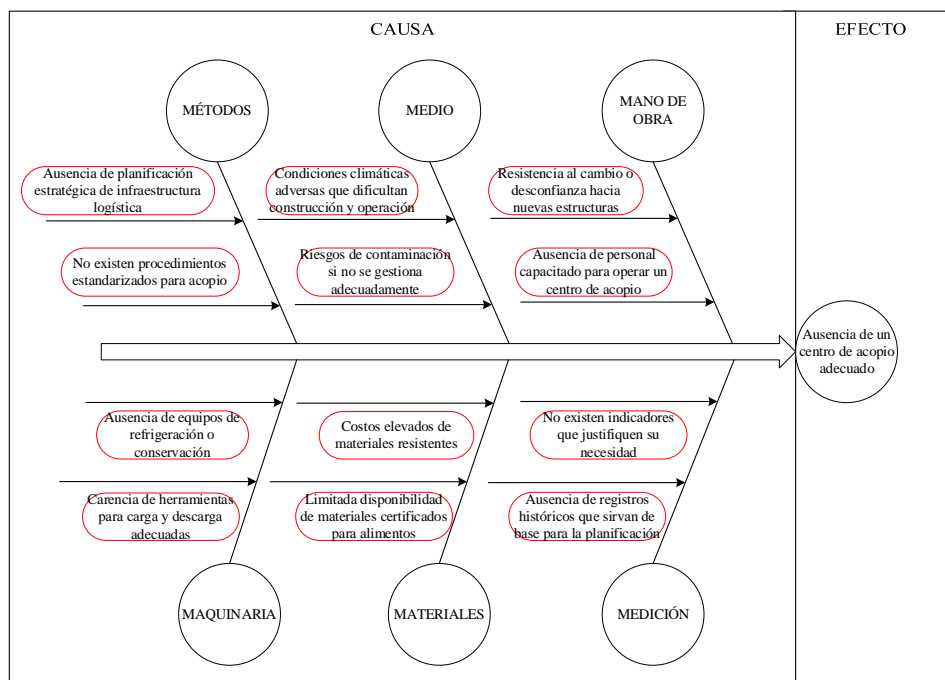 CAUSA
EFECTO
MÉTODOS
MEDIO
MANO DE
OBRA
Ausencia de planificación
estratégica de infraestructura
logística
Condiciones climáticas
adversas que dificultan
construcción y operación
Resistencia al cambio o
desconfianza hacia
nuevas estructuras
No existen procedimientos
estandarizados para acopio
Riesgos de contaminación
si no se gestiona
adecuadamente
Ausencia de personal
capacitado para operar un
centro de acopio
Ausencia de un
centro de acopio
adecuado
Ausencia de equipos de
refrigeración o
conservación
Costos elevados de
materiales resistentes
No existen indicadores
que justifiquen su
necesidad
Carencia de herramientas
para carga y descarga
adecuadas
Limitada disponibilidad
de materiales certificados
para alimentos
Ausencia de registros
históricos que sirvan de
base para la planificación
MAQUINARIA
MATERIALES
MEDICIÓN